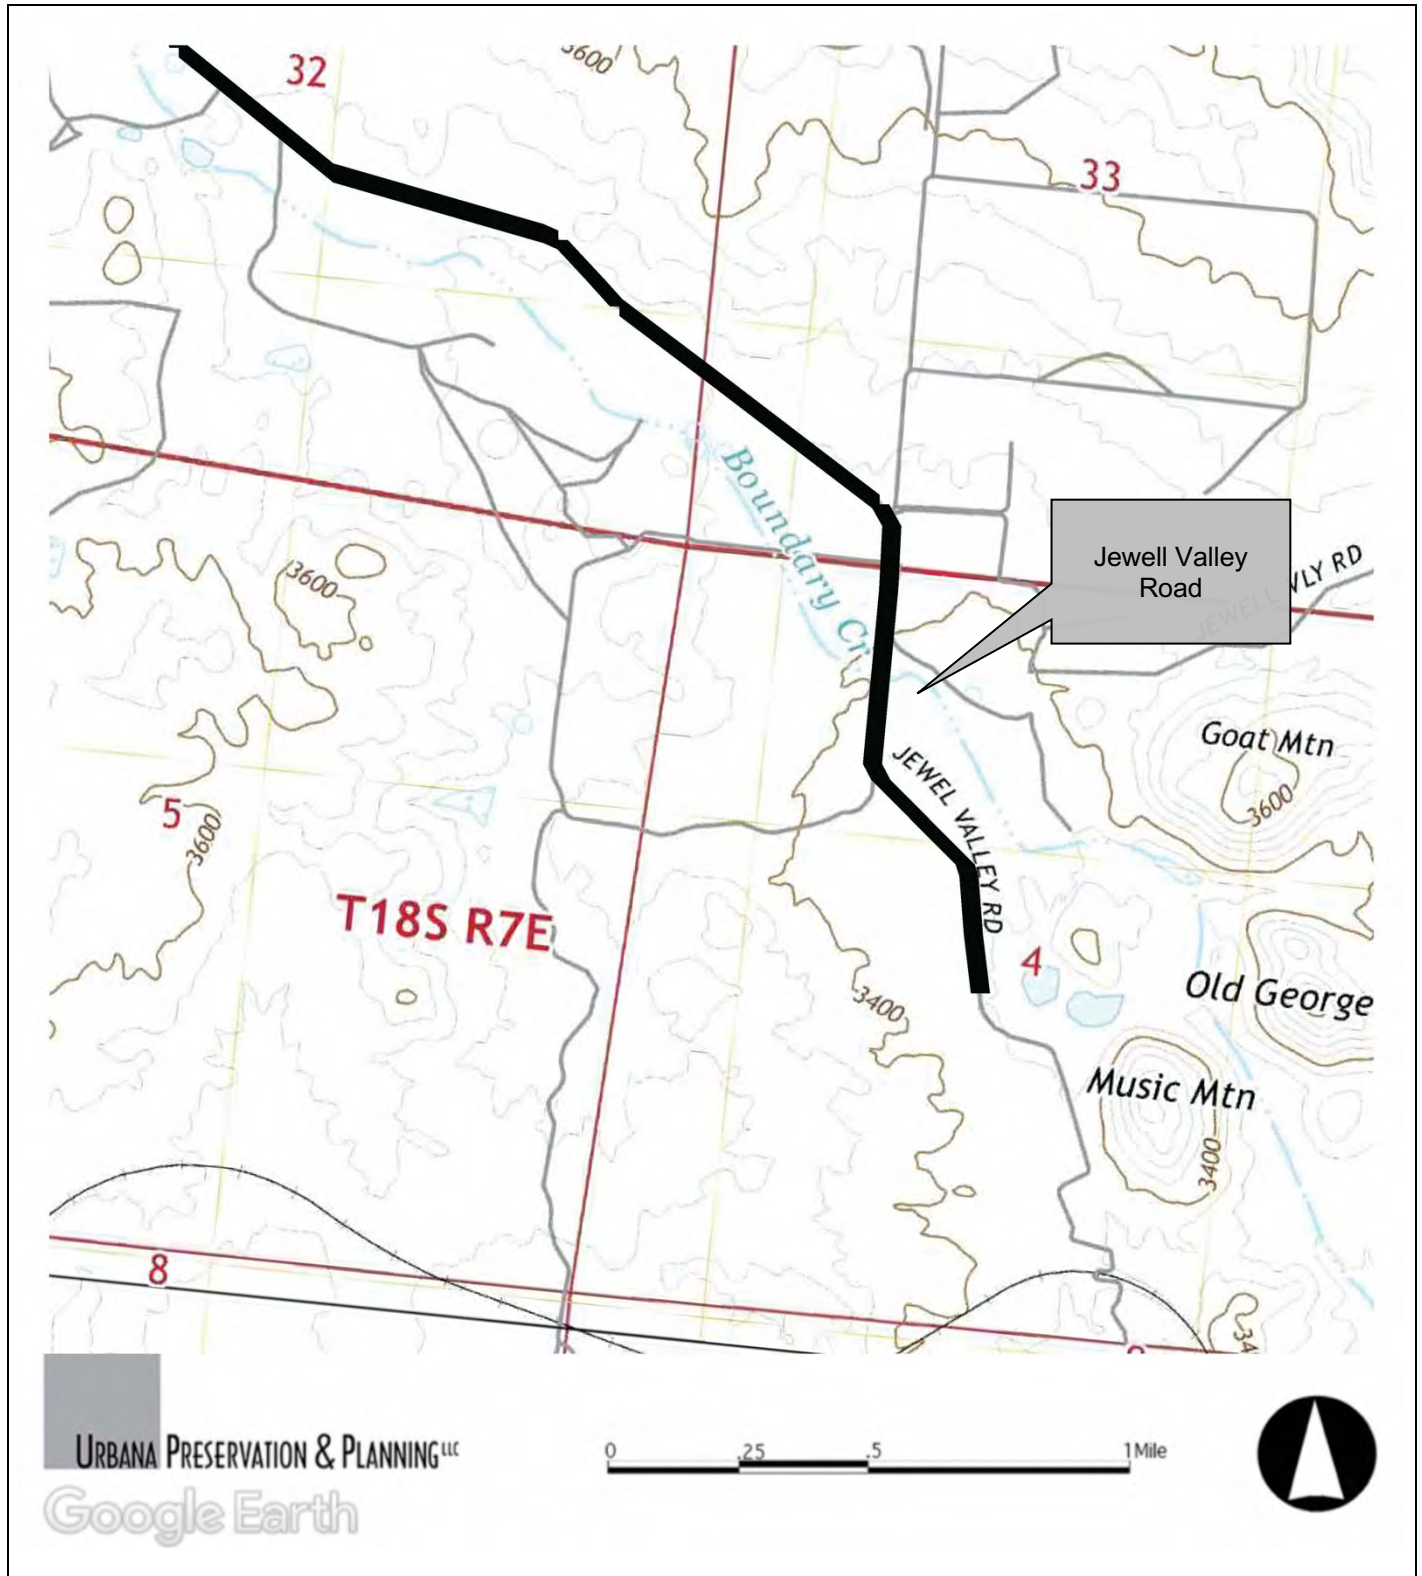 3600
32
33
Boundary Cr
Jewell Valley
Road
JEWELL VLY RD
3600
Goat Mtn
3600
JEWEL VALLEY RD
5
3600
T18S R7E
4
3400
Old George
Music Mtn
3400
8
34
URBANA PRESERVATION & PLANNING LLC
Google Earth
0 .25 .5 1 Mile